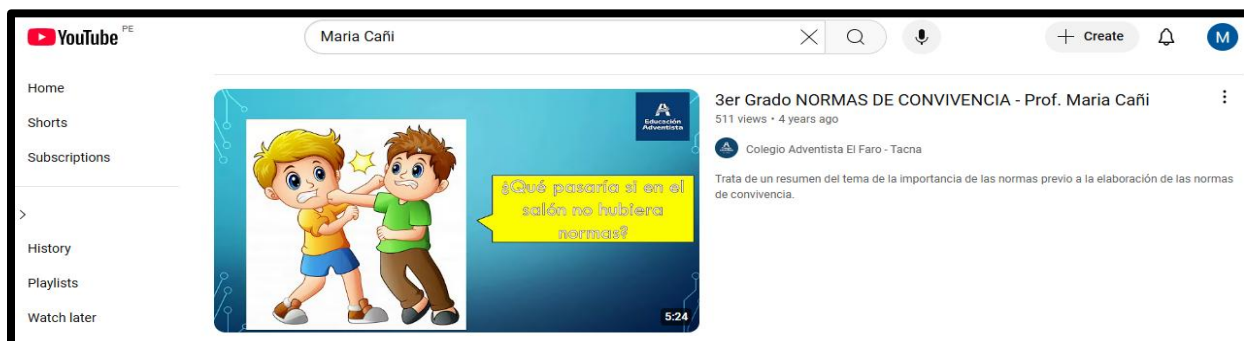 YouTube PE
Maria Cañi
Create
M
Home
Shorts
Subscriptions
History
Playlists
Watch later
Educación
Adventista
¿Qué pasaría si en el
salón no hubiera
normas?
5:24
3er Grado NORMAS DE CONVIVENCIA - Prof. Maria Cañi
511 views • 4 years ago
Colegio Adventista El Faro - Tacna
Trata de un resumen del tema de la importancia de las normas previo a la elaboración de las normas
de convivencia.